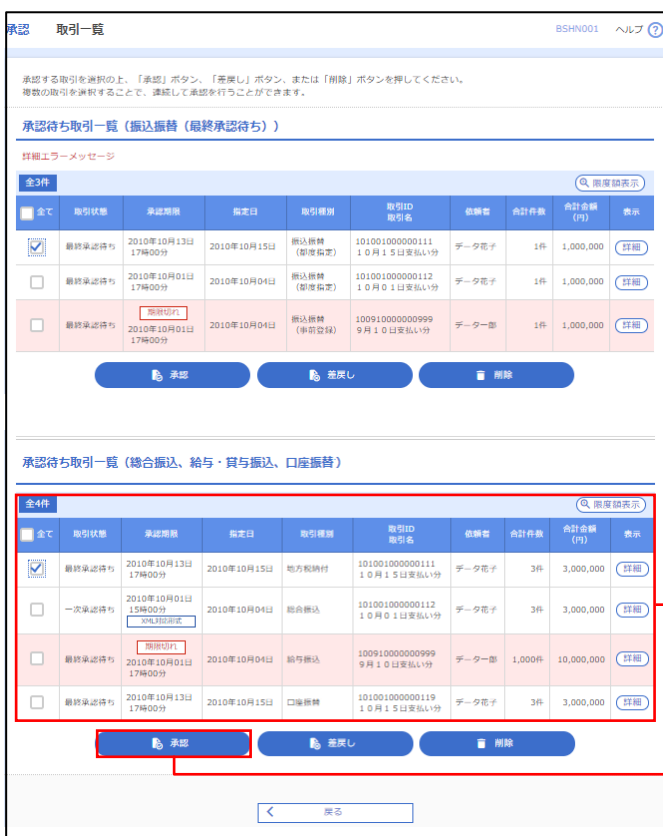 承認 取引一覧 BSHN001 ヘルプ ?
承認する取引を選択の上、「承認」ボタン、「差戻し」ボタン、または「削除」ボタンを押してください。
複数の取引を選択することで、連続して承認を行うことができます。
承認待ち取引一覧（振込振替（最終承認待ち））
詳細エラーメッセージ
全3件 限度額表示
全て 取引状態 承認期限 指定日 取引種別 取引ID 依頼者 合計件数 合計金額 表示
取引名 (円)
最終承認待ち 2010年10月13日 2010年10月15日 振込振替 101001000000111 データ花子 1件 1,000,000 詳細
17時00分 （都度指定） １０月１５日支払い分
最終承認待ち 2010年10月01日 2010年10月04日 振込振替 101001000000112 データ花子 1件 1,000,000 詳細
17時00分 （都度指定） １０月０１日支払い分
期限切れ
最終承認待ち 2010年10月01日 2010年10月04日 振込振替 100910000000999 データ一郎 1件 1,000,000 詳細
17時00分 （事前登録） ９月１０日支払い分
承認 差戻し 削除
承認待ち取引一覧（総合振込、給与・賞与振込、口座振替）
全4件 限度額表示
全て 取引状態 承認期限 指定日 取引種別 取引ID 依頼者 合計件数 合計金額 表示
取引名 (円)
最終承認待ち 2010年10月13日 2010年10月15日 地方税納付 101001000000111 データ花子 3件 3,000,000 詳細
17時00分 １０月１５日支払い分
一次承認待ち 2010年10月01日 2010年10月04日 総合振込 101001000000112 データ花子 3件 3,000,000 詳細
15時00分 １０月０１日支払い分
XML対応形式
期限切れ
最終承認待ち 2010年10月01日 2010年10月04日 給与振込 100910000000999 データ一郎 1,000件 10,000,000 詳細
17時00分 ９月１０日支払い分
最終承認待ち 2010年10月13日 2010年10月15日 口座振替 101001000000119 データ花子 3件 3,000,000 詳細
17時00分 １０月１５日支払い分
承認 差戻し 削除
戻る